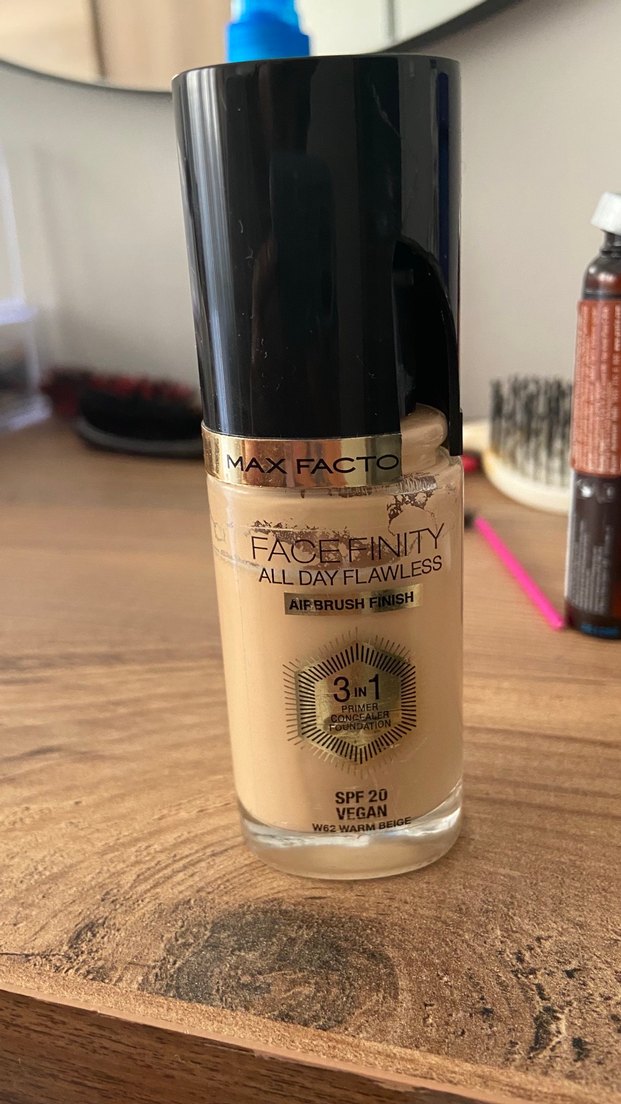 MAX FACTO
FACE FINITY
ALL DAY FLAWLESS
AIRBRUSH FINISH
3 IN 1
PRIMER
CONCEALER
FOUNDATION
SPF 20
VEGAN
W62 WARM BEIGE